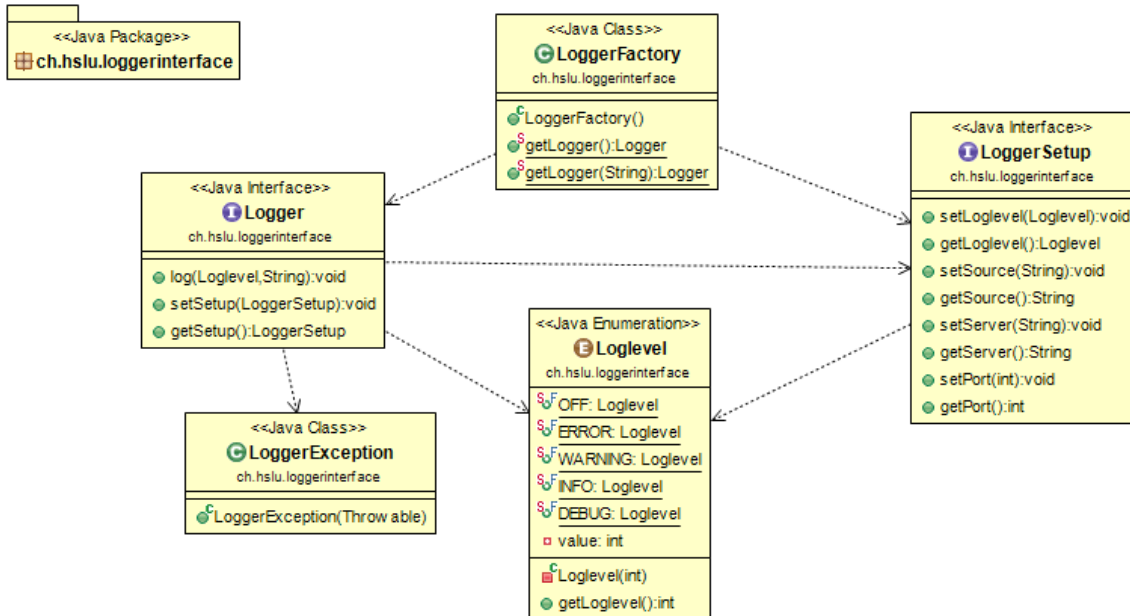 <<Java Package>>
ch.hslu.loggerinterface
<<Java Class>>
C LoggerFactory
ch.hslu.loggerinterface
C LoggerFactory()
S getLogger():Logger
S getLogger(String):Logger
<<Java Interface>>
I LoggerSetup
ch.hslu.loggerinterface
setLoglevel(Loglevel):void
getLoglevel():Loglevel
setSource(String):void
getSource():String
setServer(String):void
getServer():String
setPort(int):void
getPort():int
<<Java Interface>>
I Logger
ch.hslu.loggerinterface
log(Loglevel,String):void
setSetup(LoggerSetup):void
getSetup():LoggerSetup
<<Java Enumeration>>
E Loglevel
ch.hslu.loggerinterface
S F OFF: Loglevel
S F ERROR: Loglevel
S F WARNING: Loglevel
S F INFO: Loglevel
S F DEBUG: Loglevel
value: int
C Loglevel(int)
getLoglevel():int
<<Java Class>>
C LoggerException
ch.hslu.loggerinterface
C LoggerException(Throwable)